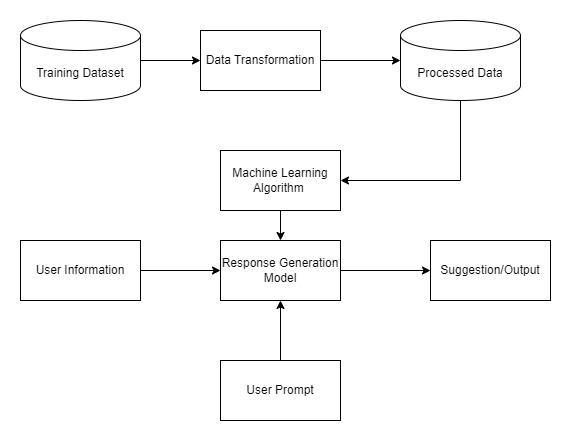 Training Dataset
Data Transformation
Processed Data
Machine Learning
Algorithm
User Information
Response Generation
Model
Suggestion/Output
User Prompt